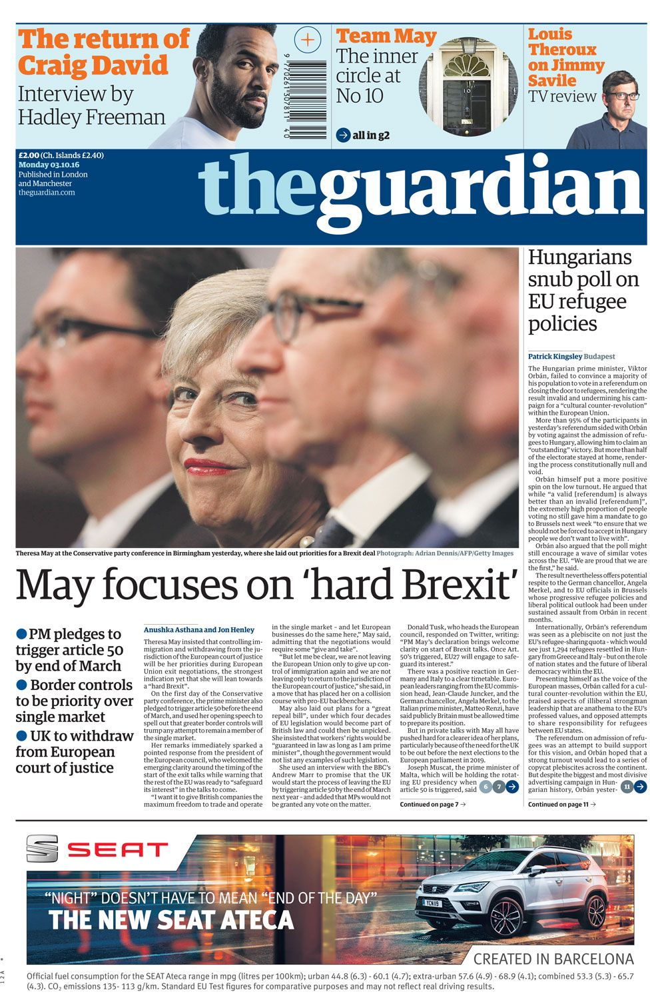 The return of
Craig David
Interview by
Hadley Freeman
9 770261 307811 40
Team May
The inner
circle at
No 10
all in g2
10
Louis
Theroux
on Jimmy
Savile
TV review
£2.00 (Ch. Islands £2.40)
Monday 03.10.16
Published in London
and Manchester
theguardian.com
theguardian
Theresa May at the Conservative party conference in Birmingham yesterday, where she laid out priorities for a Brexit deal Photograph: Adrian Dennis/AFP/Getty Images
May focuses on ‘hard Brexit’
● PM pledges to
trigger article 50
by end of March
● Border controls
to be priority over
single market
● UK to withdraw
from European
court of justice
Anushka Asthana and Jon Henley
Theresa May insisted that controlling im-
migration and withdrawing from the ju-
risdiction of the European court of justice
will be her priorities during European
Union exit negotiations, the strongest
indication yet that she will lean towards
a “hard Brexit”.
On the first day of the Conservative
party conference, the prime minister also
pledged to trigger article 50 before the end
of March, and used her opening speech to
spell out that greater border controls will
trump any attempt to remain a member of
the single market.
Her remarks immediately sparked a
pointed response from the president of
the European council, who welcomed the
emerging clarity around the timing of the
start of the exit talks while warning that
the rest of the EU was ready to “safeguard
its interest” in the talks to come.
“I want it to give British companies the
maximum freedom to trade and operate
in the single market – and let European
businesses do the same here,” May said,
admitting that the negotiations would
require some “give and take”.
“But let me be clear, we are not leaving
the European Union only to give up con-
trol of immigration again and we are not
leaving only to return to the jurisdiction of
the European court of justice,” she said, in
a move that has placed her on a collision
course with pro-EU backbenchers.
May also laid out plans for a “great
repeal bill”, under which four decades
of EU legislation would become part of
British law and could then be unpicked.
She insisted that workers’ rights would be
“guaranteed in law as long as I am prime
minister”, though the government would
not list any examples of such legislation.
She used an interview with the BBC’s
Andrew Marr to promise that the UK
would start the process of leaving the EU
by triggering article 50 by the end of March
next year – and added that MPs would not
be granted any vote on the matter.
Donald Tusk, who heads the European
council, responded on Twitter, writing:
“PM May’s declaration brings welcome
clarity on start of Brexit talks. Once Art.
50’s triggered, EU27 will engage to safe-
guard its interest.”
There was a positive reaction in Ger-
many and Italy to a clear timetable. Euro-
pean leaders ranging from the EU commis-
sion head, Jean-Claude Juncker, and the
German chancellor, Angela Merkel, to the
Italian prime minister, Matteo Renzi, have
said publicly Britain must be allowed time
to prepare its position.
But in private talks with May all have
pushed hard for a clearer idea of her plans,
particularly because of the need for the UK
to be out before the next elections to the
European parliament in 2019.
Joseph Muscat, the prime minister of
Malta, which will be holding the rotat-
ing EU presidency when
article 50 is triggered, said
6 7 →
Continued on page 7 →
Hungarians
snub poll on
EU refugee
policies
Patrick Kingsley Budapest
The Hungarian prime minister, Viktor
Orbán, failed to convince a majority of
his population to vote in a referendum on
closing the door to refugees, rendering the
result invalid and undermining his cam-
paign for a “cultural counter-revolution”
within the European Union.
More than 95% of the participants in
yesterday’s referendum sided with Orbán
by voting against the admission of refu-
gees to Hungary, allowing him to claim an
“outstanding” victory. But more than half
of the electorate stayed at home, render-
ing the process constitutionally null and
void.
Orbán himself put a more positive
spin on the low turnout. He argued that
while “a valid [referendum] is always
better than an invalid [referendum]”,
the extremely high proportion of people
voting no still gave him a mandate to go
to Brussels next week “to ensure that we
should not be forced to accept in Hungary
people we don’t want to live with”.
Orbán also argued that the poll might
still encourage a wave of similar votes
across the EU. “We are proud that we are
the first,” he said.
The result nevertheless offers potential
respite to the German chancellor, Angela
Merkel, and to EU officials in Brussels
whose progressive refugee policies and
liberal political outlook had been under
sustained assault from Orbán in recent
months.
Internationally, Orbán’s referendum
was seen as a plebiscite on not just the
EU’s refugee-sharing quota – which would
see just 1,294 refugees resettled in Hun-
gary from Greece and Italy – but on the role
of nation states and the future of liberal
democracy within the EU.
Presenting himself as the voice of the
European masses, Orbán called for a cul-
tural counter-revolution within the EU,
praised aspects of illiberal strongman
leadership that are anathema to the EU’s
professed values, and opposed attempts
to share responsibility for refugees
between EU states.
The referendum on admission of refu-
gees was an attempt to build support
for this vision, and Orbán hoped that a
strong turnout would lead to a series of
copycat plebiscites across the continent.
But despite the biggest and most divisive
advertising campaign in Hun-
garian history, Orbán yester-
11 →
Continued on page 11 →
SEAT
“NIGHT” DOESN’T HAVE TO MEAN “END OF THE DAY”
THE NEW SEAT ATECA
YCN 119
CREATED IN BARCELONA
Official fuel consumption for the SEAT Ateca range in mpg (litres per 100km); urban 44.8 (6.3) - 60.1 (4.7); extra-urban 57.6 (4.9) - 68.9 (4.1); combined 53.3 (5.3) - 65.7
(4.3). CO₂ emissions 135- 113 g/km. Standard EU Test figures for comparative purposes and may not reflect real driving results.
12A *